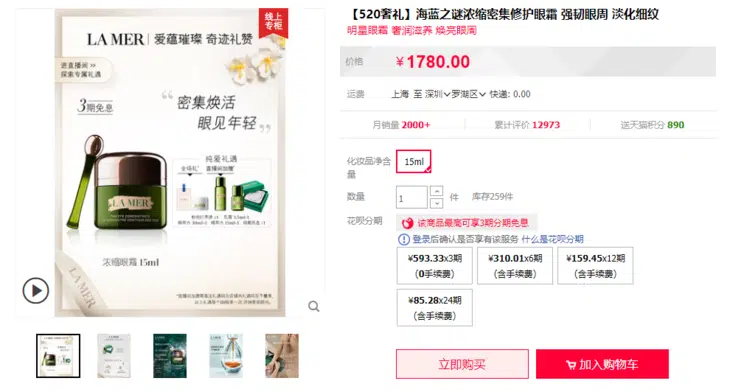 线上
专柜
LA MER 爱蕴璀璨 奇迹礼赞
进直播间
探索专属礼遇
3期免息
“密集焕活
眼见年轻”
纯爱礼遇
全场礼
LA MER
浓缩眼霜 15ml
LA MER
【520奢礼】海蓝之谜浓缩密集修护眼霜 强韧眼周 淡化细纹
明星眼霜 奢润滋养 焕亮眼周
价格 ¥1780.00
运费 上海 至 深圳 罗湖区 快递: 0.00
月销量 2000+ 累计评价 12973 送天猫积分 890
化妆品净含
量
15ml
数量 1 件 库存259件
花呗分期 该商品最高可享3期分期免息
登录后确认是否享有该服务 什么是花呗分期
¥593.33x3期
(0手续费)
¥310.01x6期
(含手续费)
¥159.45x12期
(含手续费)
¥85.28x24期
(含手续费)
立即购买
加入购物车